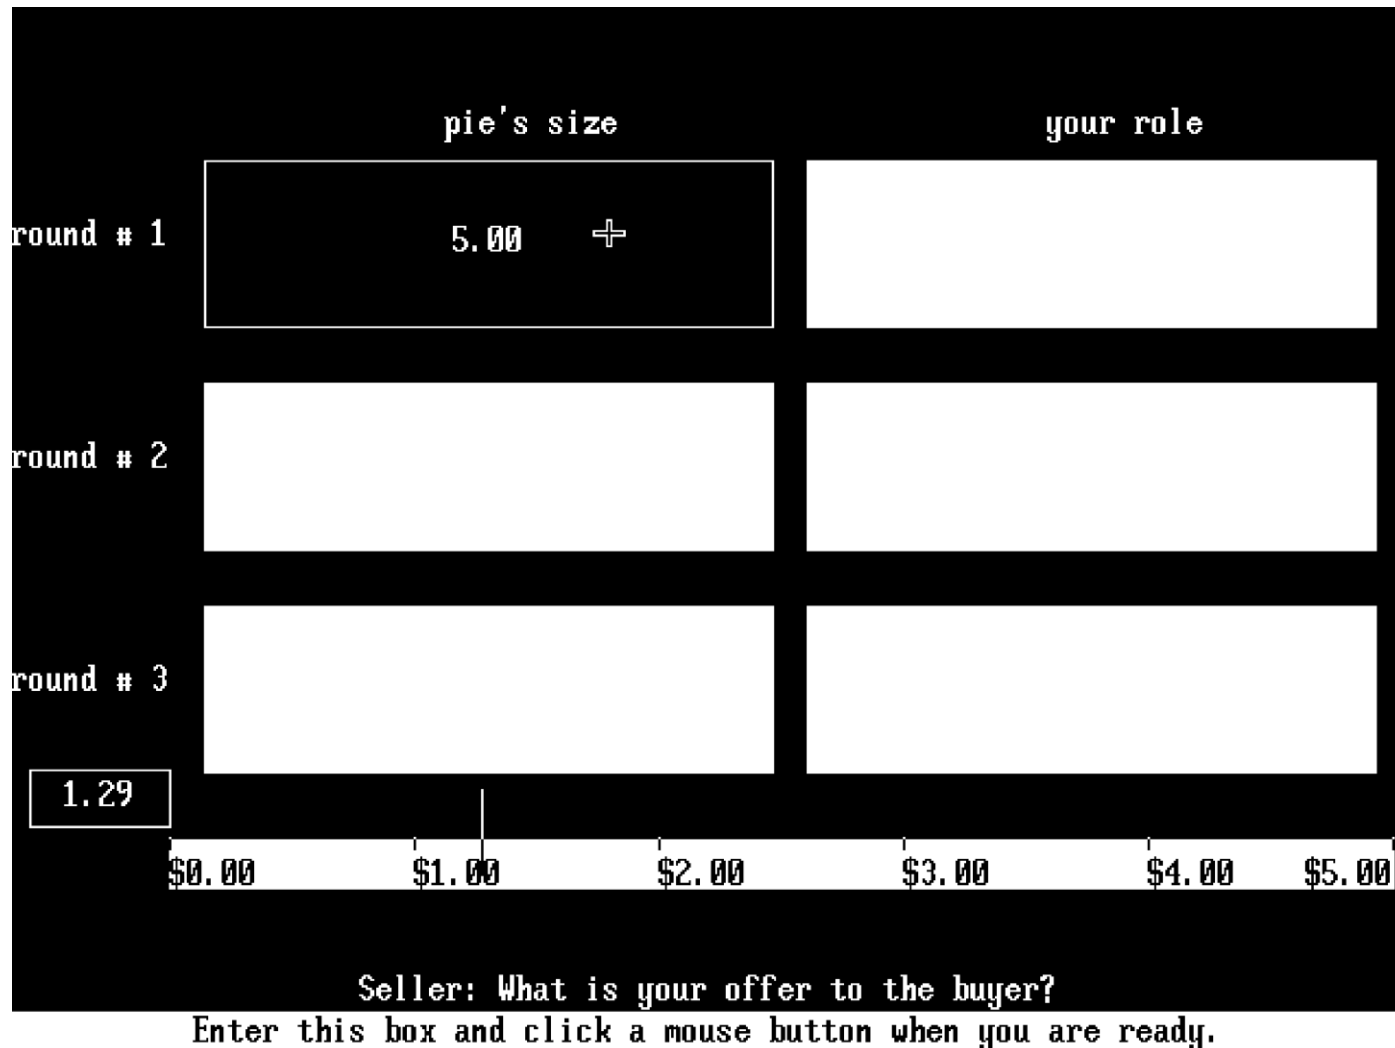 pie's size your role
round # 1 5.00
round # 2
round # 3
1.29
$0.00 $1.00 $2.00 $3.00 $4.00 $5.00
Seller: What is your offer to the buyer?
Enter this box and click a mouse button when you are ready.